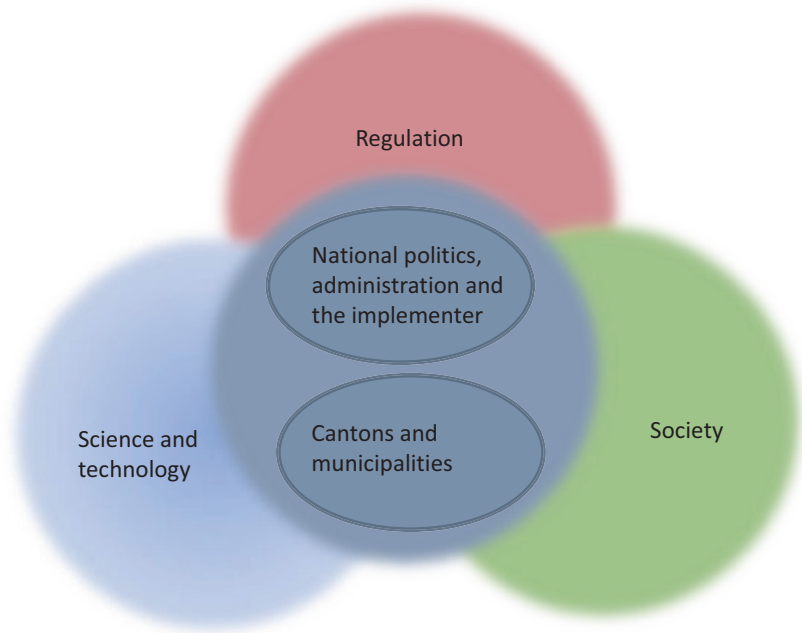 Regulation
National politics,
administration and
the implementer
Science and
technology
Cantons and
municipalities
Society